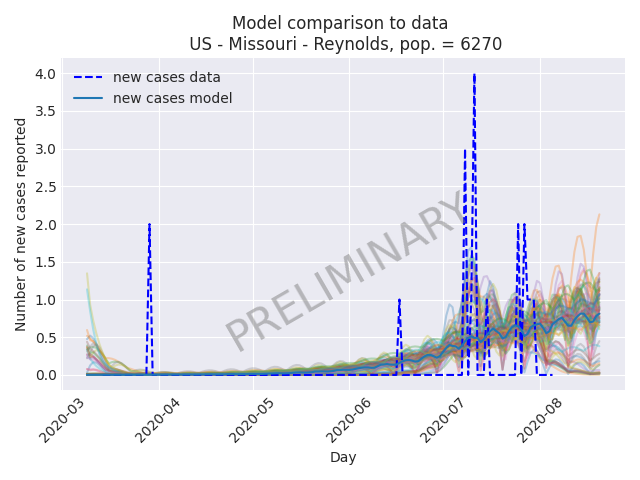 Model comparison to data
US - Missouri - Reynolds, pop. = 6270
new cases data
new cases model
PRELIMINARY
Number of new cases reported
4.0
3.5
3.0
2.5
2.0
1.5
1.0
0.5
0.0
2020-03
2020-04
2020-05
2020-06
2020-07
2020-08
Day